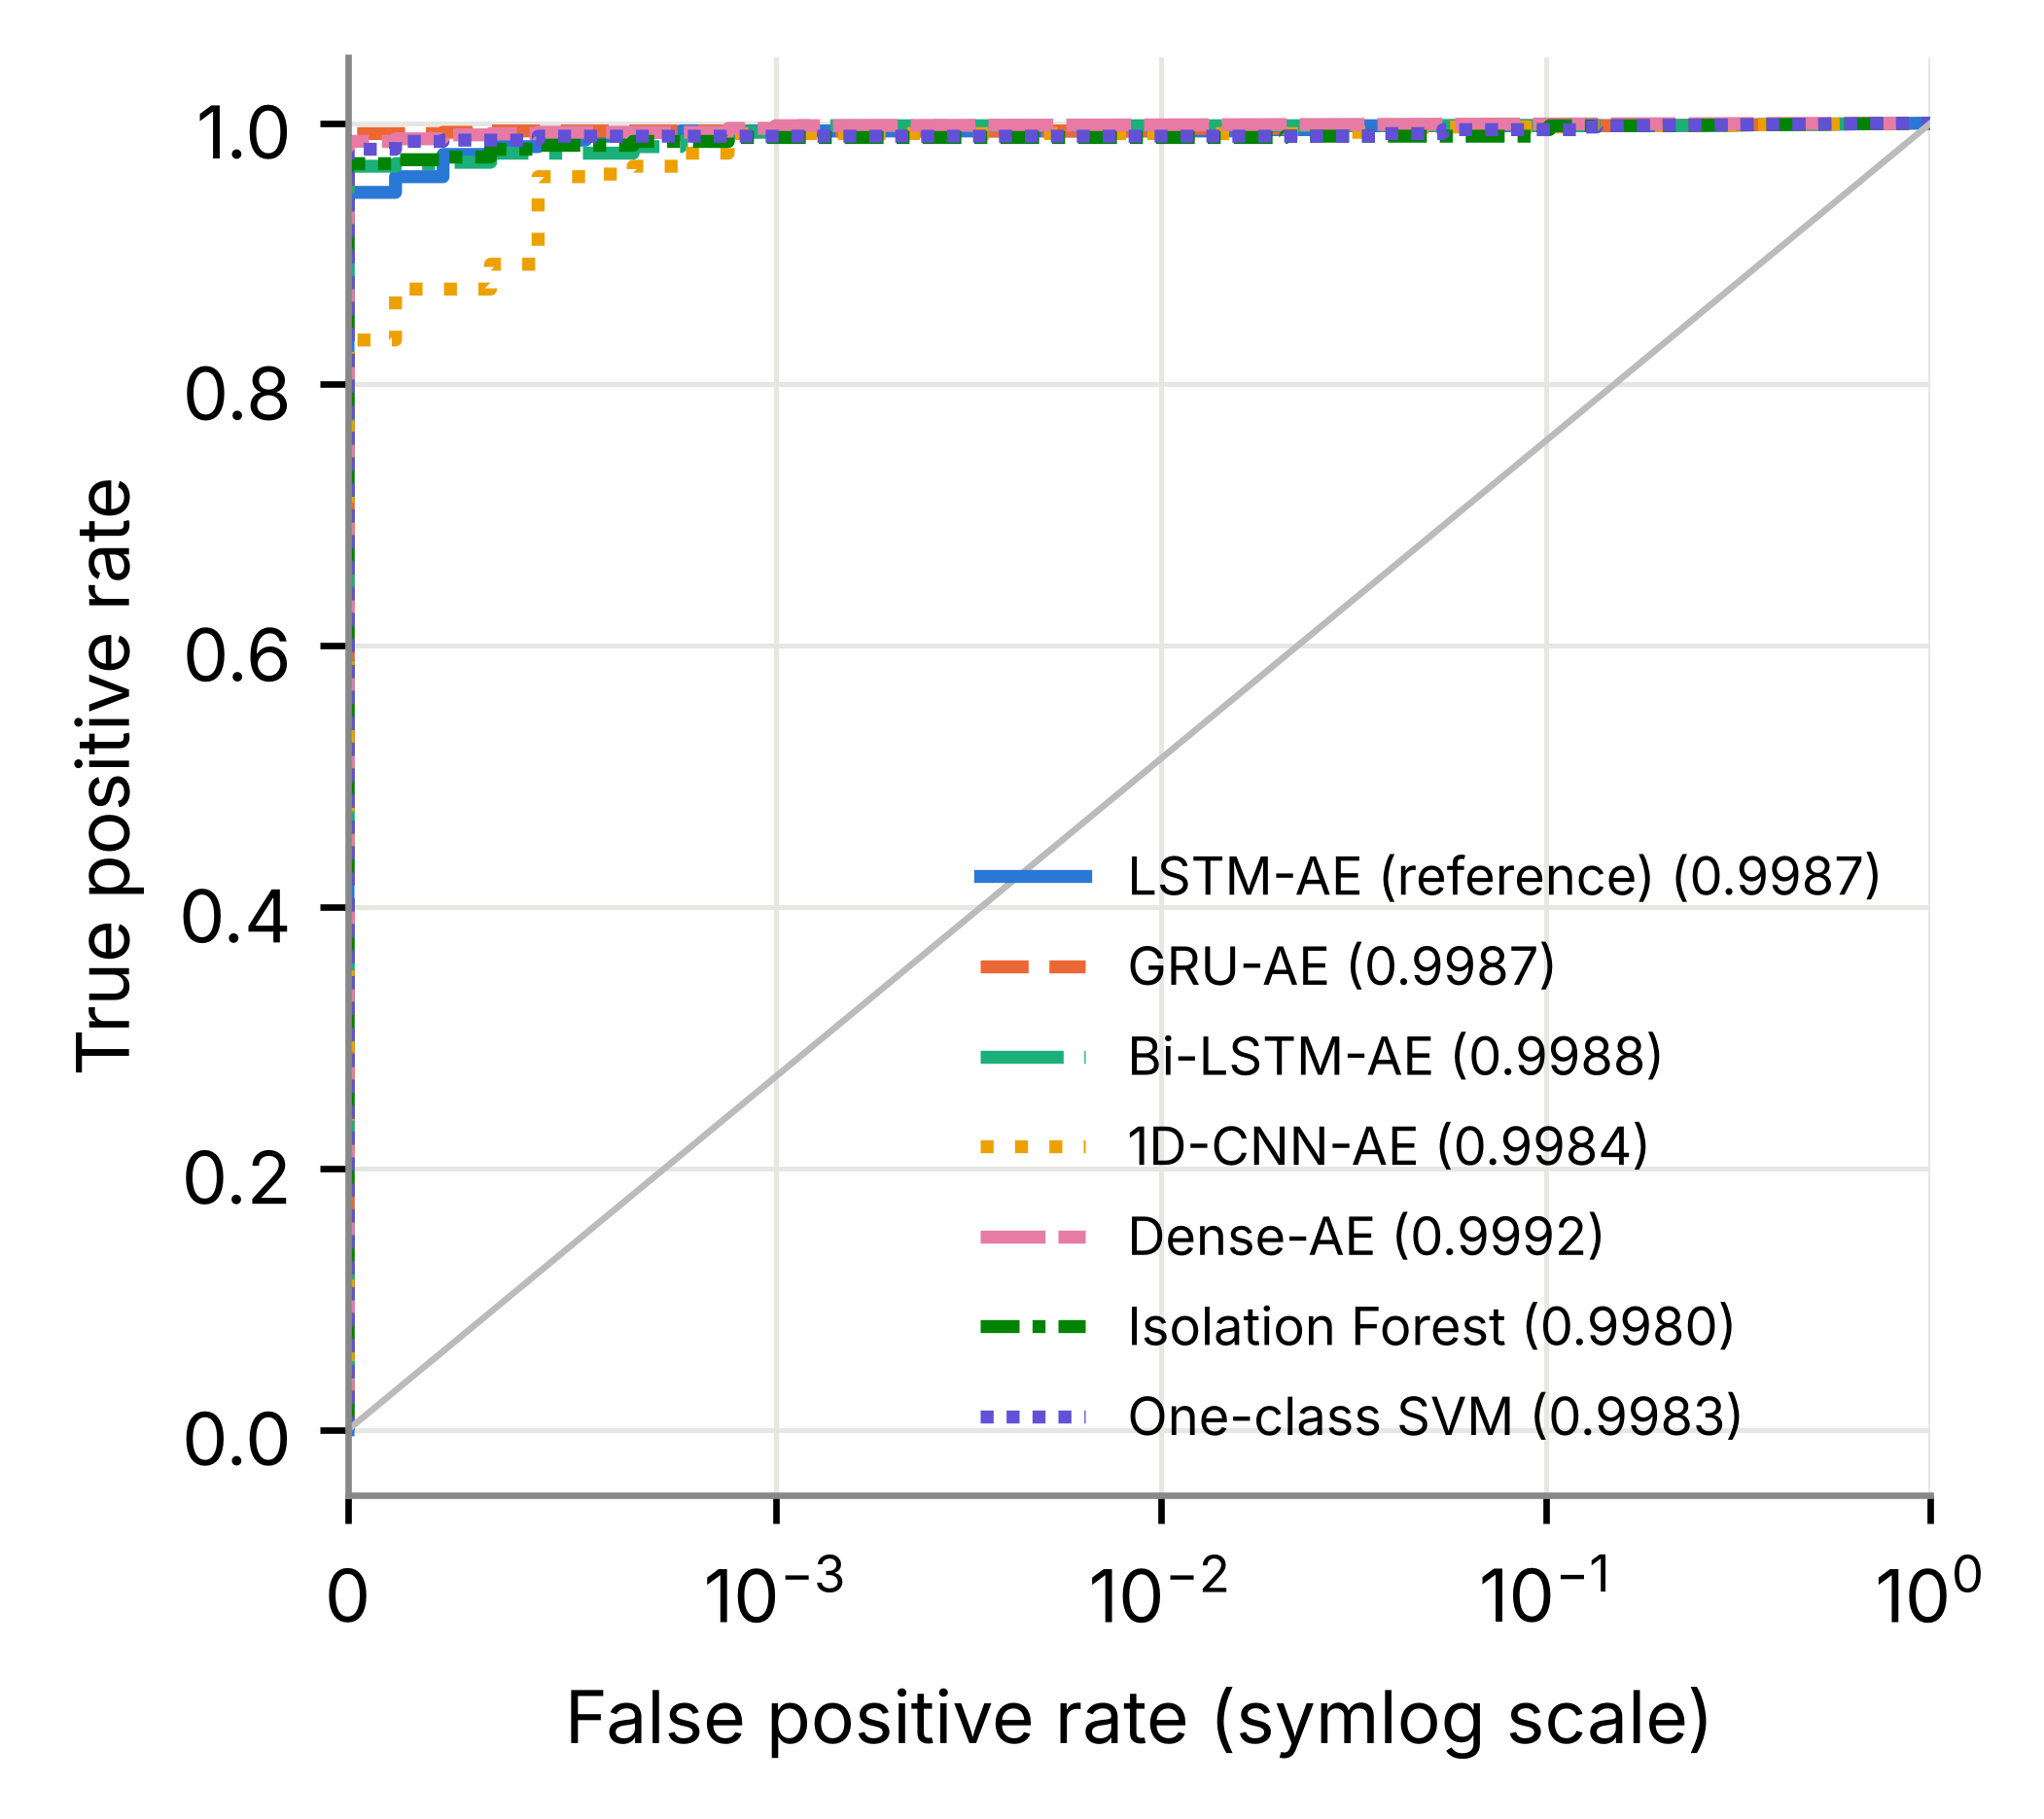 1.0
0.8
0.6
0.4
0.2
0.0
True positive rate
LSTM-AE (reference) (0.9987)
GRU-AE (0.9987)
Bi-LSTM-AE (0.9988)
1D-CNN-AE (0.9984)
Dense-AE (0.9992)
Isolation Forest (0.9980)
One-class SVM (0.9983)
0 10⁻³ 10⁻² 10⁻¹ 10⁰
False positive rate (symlog scale)